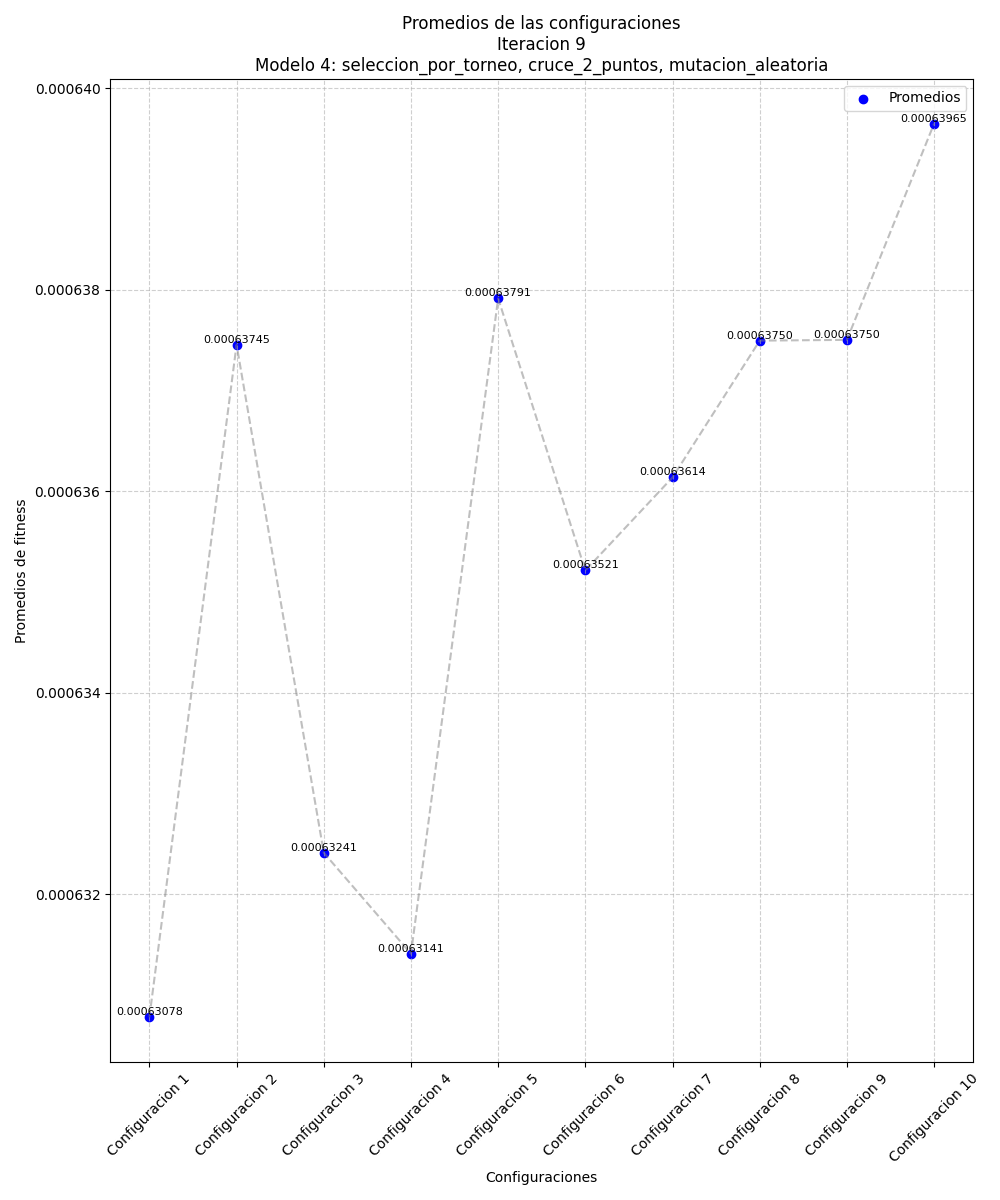 Promedios de las configuraciones
Iteracion 9
Modelo 4: seleccion_por_torneo, cruce_2_puntos, mutacion_aleatoria
Promedios
0.000640
0.000638
0.000636
0.000634
0.000632
Promedios de fitness
0.00063078
0.00063745
0.00063241
0.00063141
0.00063791
0.00063521
0.00063614
0.00063750
0.00063750
0.00063965
Configuracion 1
Configuracion 2
Configuracion 3
Configuracion 4
Configuracion 5
Configuracion 6
Configuracion 7
Configuracion 8
Configuracion 9
Configuracion 10
Configuraciones